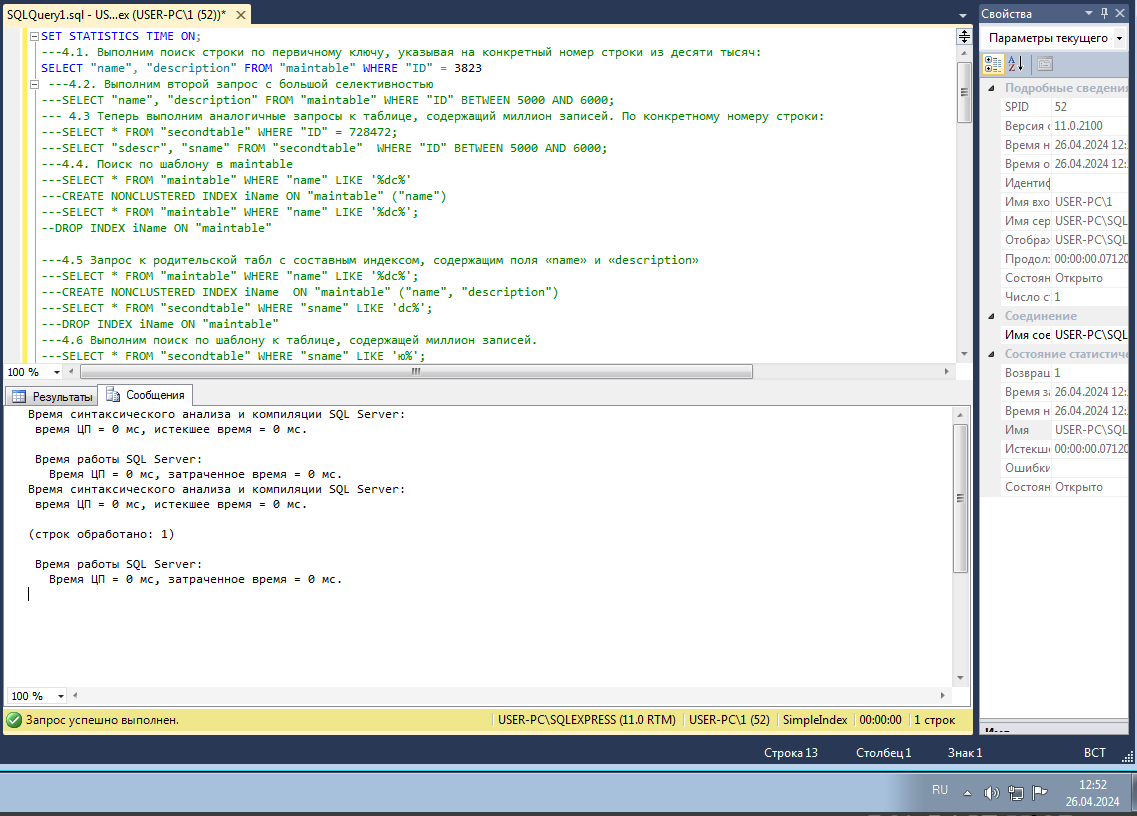 SQLQuery1.sql - US...ex (USER-PC\1 (52))*
SET STATISTICS TIME ON;
---4.1. Выполним поиск строки по первичному ключу, указывая на конкретный номер строки из десяти тысяч:
SELECT "name", "description" FROM "maintable" WHERE "ID" = 3823
---4.2. Выполним второй запрос с большой селективностью
---SELECT "name", "description" FROM "maintable" WHERE "ID" BETWEEN 5000 AND 6000;
--- 4.3 Теперь выполним аналогичные запросы к таблице, содержащий миллион записей. По конкретному номеру строки:
---SELECT * FROM "secondtable" WHERE "ID" = 728472;
---SELECT "sdescr", "sname" FROM "secondtable"  WHERE "ID" BETWEEN 5000 AND 6000;
---4.4. Поиск по шаблону в maintable
---SELECT * FROM "maintable" WHERE "name" LIKE '%dc%'
---CREATE NONCLUSTERED INDEX iName ON "maintable" ("name")
---SELECT * FROM "maintable" WHERE "name" LIKE '%dc%';
--DROP INDEX iName ON "maintable"
---4.5 Запрос к родительской табл с составным индексом, содержащим поля «name» и «description»
---SELECT * FROM "maintable" WHERE "name" LIKE '%dc%';
---CREATE NONCLUSTERED INDEX iName  ON "maintable" ("name", "description")
---SELECT * FROM "secondtable" WHERE "sname" LIKE 'dc%';
---DROP INDEX iName ON "maintable"
---4.6 Выполним поиск по шаблону к таблице, содержащей миллион записей.
---SELECT * FROM "secondtable" WHERE "sname" LIKE 'ю%';
100 %
Результаты
Сообщения
Время синтаксического анализа и компиляции SQL Server:
время ЦП = 0 мс, истекшее время = 0 мс.
Время работы SQL Server:
Время ЦП = 0 мс, затраченное время = 0 мс.
Время синтаксического анализа и компиляции SQL Server:
время ЦП = 0 мс, истекшее время = 0 мс.
(строк обработано: 1)
Время работы SQL Server:
Время ЦП = 0 мс, затраченное время = 0 мс.
100 %
Запрос успешно выполнен.
USER-PC\SQLEXPRESS (11.0 RTM)
USER-PC\1 (52)
SimpleIndex
00:00:00
1 строк
Свойства
Параметры текущего
Подробные сведения
SPID 52
Версия с 11.0.2100
Время н 26.04.2024 12:
Время о 26.04.2024 12:
Идентиф
Имя вхо USER-PC\1
Имя сер USER-PC\SQL
Отображ USER-PC\SQL
Продол: 00:00:00.07120
Состоян Открыто
Число ст 1
Соединение
Имя сое USER-PC\SQL
Состояние статистиче
Возвращ 1
Время за 26.04.2024 12:
Время н 26.04.2024 12:
Имя USER-PC\SQL
Истекше 00:00:00.07120
Ошибки
Состоян Открыто
Имя
Строка 13
Столбец 1
Знак 1
ВСТ
RU
12:52
26.04.2024